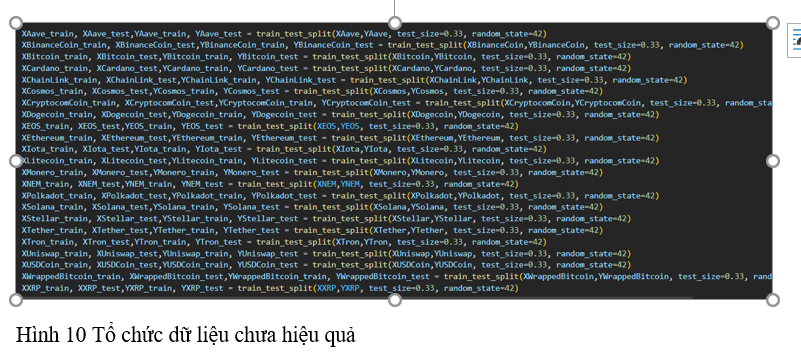 XAave_train, XAave_test,YAave_train, YAave_test = train_test_split(XAave,YAave, test_size=0.33, random_state=42)
XBinanceCoin_train, XBinanceCoin_test,YBinanceCoin_train, YBinanceCoin_test = train_test_split(XBinanceCoin,YBinanceCoin, test_size=0.33, random_state=42)
XBitcoin_train, XBitcoin_test,YBitcoin_train, YBitcoin_test = train_test_split(XBitcoin,YBitcoin, test_size=0.33, random_state=42)
XCardano_train, XCardano_test,YCardano_train, YCardano_test = train_test_split(XCardano,YCardano, test_size=0.33, random_state=42)
XChainLink_train, XChainLink_test,YChainLink_train, YChainLink_test = train_test_split(XChainLink,YChainLink, test_size=0.33, random_state=42)
XCosmos_train, XCosmos_test,YCosmos_train, YCosmos_test = train_test_split(XCosmos,YCosmos, test_size=0.33, random_state=42)
XCryptocomCoin_train, XCryptocomCoin_test,YCryptocomCoin_train, YCryptocomCoin_test = train_test_split(XCryptocomCoin,YCryptocomCoin, test_size=0.33, random_sta
XDogecoin_train, XDogecoin_test,YDogecoin_train, YDogecoin_test = train_test_split(XDogecoin,YDogecoin, test_size=0.33, random_state=42)
XEOS_train, XEOS_test,YEOS_train, YEOS_test = train_test_split(XEOS,YEOS, test_size=0.33, random_state=42)
XEthereum_train, XEthereum_test,YEthereum_train, YEthereum_test = train_test_split(XEthereum,YEthereum, test_size=0.33, random_state=42)
XIota_train, XIota_test,YIota_train, YIota_test = train_test_split(XIota,YIota, test_size=0.33, random_state=42)
XLitecoin_train, XLitecoin_test,YLitecoin_train, YLitecoin_test = train_test_split(XLitecoin,YLitecoin, test_size=0.33, random_state=42)
XMonero_train, XMonero_test,YMonero_train, YMonero_test = train_test_split(XMonero,YMonero, test_size=0.33, random_state=42)
XNEM_train, XNEM_test,YNEM_train, YNEM_test = train_test_split(XNEM,YNEM, test_size=0.33, random_state=42)
XPolkadot_train, XPolkadot_test,YPolkadot_train, YPolkadot_test = train_test_split(XPolkadot,YPolkadot, test_size=0.33, random_state=42)
XSolana_train, XSolana_test,YSolana_train, YSolana_test = train_test_split(XSolana,YSolana, test_size=0.33, random_state=42)
XStellar_train, XStellar_test,YStellar_train, YStellar_test = train_test_split(XStellar,YStellar, test_size=0.33, random_state=42)
XTether_train, XTether_test,YTether_train, YTether_test = train_test_split(XTether,YTether, test_size=0.33, random_state=42)
XTron_train, XTron_test,YTron_train, YTron_test = train_test_split(XTron,YTron, test_size=0.33, random_state=42)
XUniswap_train, XUniswap_test,YUniswap_train, YUniswap_test = train_test_split(XUniswap,YUniswap, test_size=0.33, random_state=42)
XUSDCoin_train, XUSDCoin_test,YUSDCoin_train, YUSDCoin_test = train_test_split(XUSDCoin,YUSDCoin, test_size=0.33, random_state=42)
XWrappedBitcoin_train, XWrappedBitcoin_test,YWrappedBitcoin_train, YWrappedBitcoin_test = train_test_split(XWrappedBitcoin,YWrappedBitcoin, test_size=0.33, rand
XXRP_train, XXRP_test,YXRP_train, YXRP_test = train_test_split(XXRP,YXRP, test_size=0.33, random_state=42)
Hình 10 Tổ chức dữ liệu chưa hiệu quả